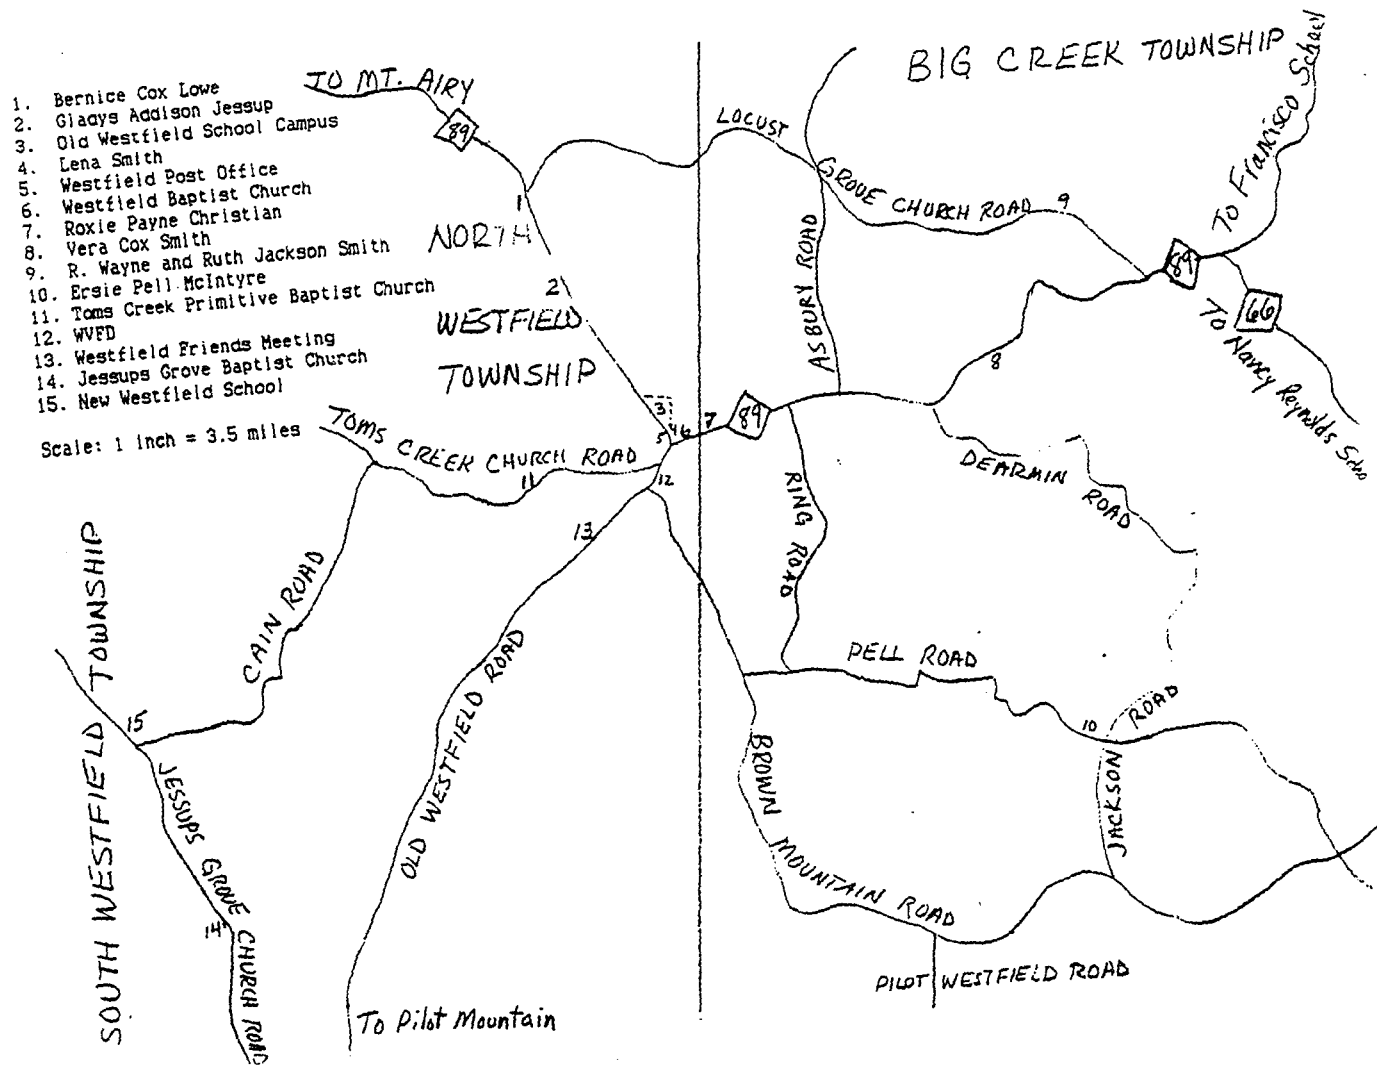 1. Bernice Cox Lowe
2. Gladys Addison Jessup
3. Old Westfield School Campus
4. Lena Smith
5. Westfield Post Office
6. Westfield Baptist Church
7. Roxie Payne Christian
8. Vera Cox Smith
9. R. Wayne and Ruth Jackson Smith
10. Ersie Pell McIntyre
11. Toms Creek Primitive Baptist Church
12. WVFD
13. Westfield Friends Meeting
14. Jessups Grove Baptist Church
15. New Westfield School
Scale: 1 inch = 3.5 miles
TO MT. AIRY
89
BIG CREEK TOWNSHIP
LOCUST GROVE CHURCH ROAD
9
To Francisco School
89
66
To Nancy Reynolds Scho
1
NORTH
2
WESTFIELD
TOWNSHIP
ASBURY ROAD
8
3
5
4
6
7
89
TOMS CREEK CHURCH ROAD
11
12
13
DEARMIN ROAD
RING ROAD
CAIN ROAD
SOUTH WESTFIELD TOWNSHIP
15
OLD WESTFIELD ROAD
PELL ROAD
10
JACKSON ROAD
JESSUPS GROVE CHURCH ROAD
14
BROWN MOUNTAIN ROAD
PILOT WESTFIELD ROAD
To Pilot Mountain